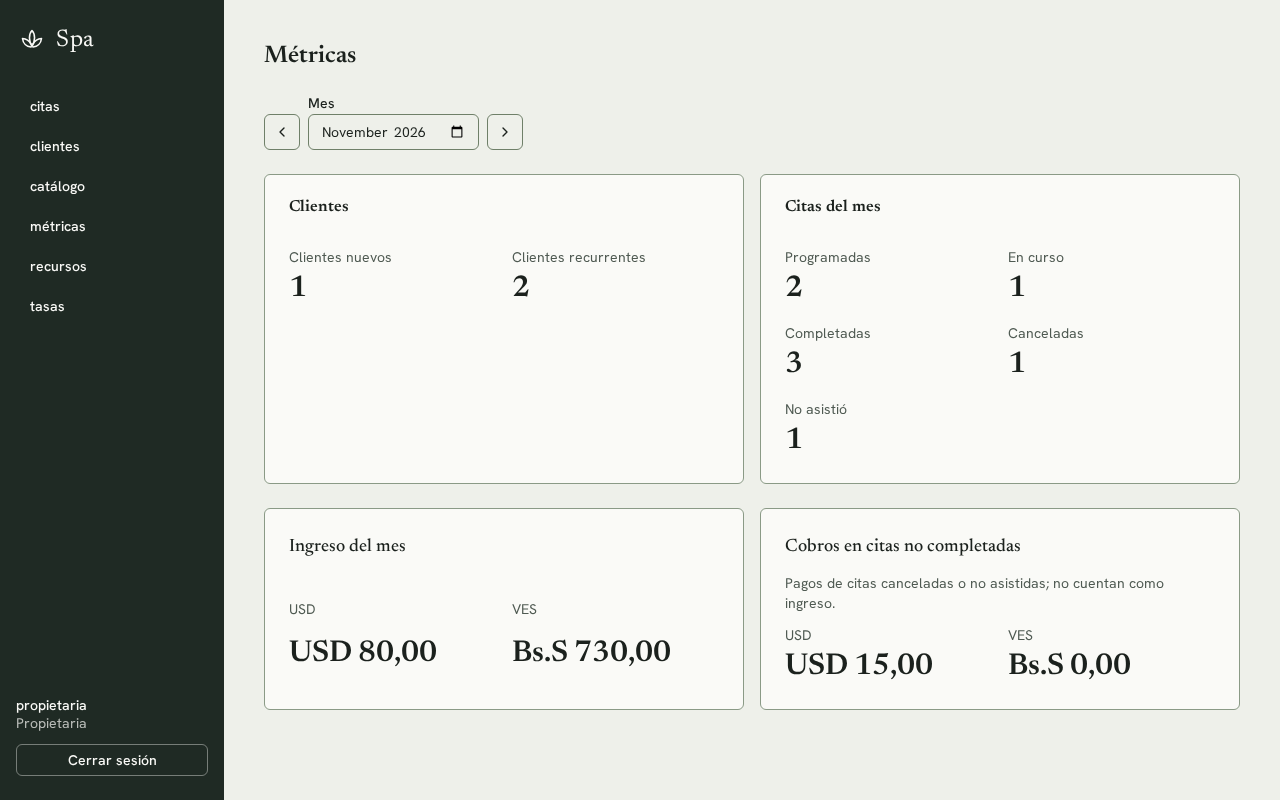 Spa
citas
clientes
catálogo
métricas
recursos
tasas
propietaria
Propietaria
Cerrar sesión
Métricas
Mes
November 2026
Clientes
Clientes nuevos
1
Clientes recurrentes
2
Citas del mes
Programadas
2
En curso
1
Completadas
3
Canceladas
1
No asistió
1
Ingreso del mes
USD
USD 80,00
VES
Bs.S 730,00
Cobros en citas no completadas
Pagos de citas canceladas o no asistidas; no cuentan como
ingreso.
USD
USD 15,00
VES
Bs.S 0,00